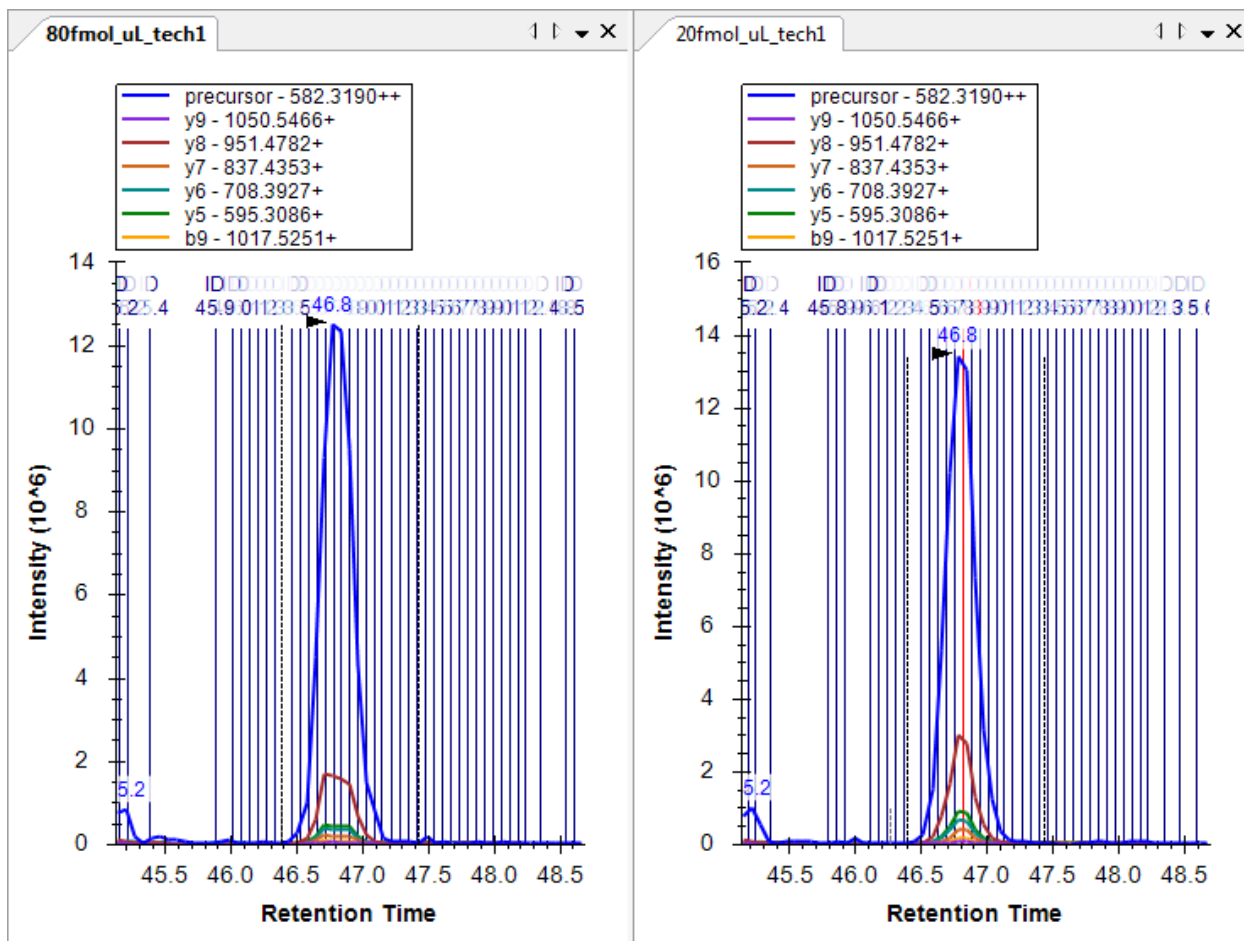 80fmol_uL_tech1
precursor - 582.3190++
y9 - 1050.5466+
y8 - 951.4782+
y7 - 837.4353+
y6 - 708.3927+
y5 - 595.3086+
b9 - 1017.5251+
14
12
10
8
6
4
2
0
46.8
5.2
Intensity (10^6)
45.5 46.0 46.5 47.0 47.5 48.0 48.5
Retention Time
20fmol_uL_tech1
precursor - 582.3190++
y9 - 1050.5466+
y8 - 951.4782+
y7 - 837.4353+
y6 - 708.3927+
y5 - 595.3086+
b9 - 1017.5251+
16
14
12
10
8
6
4
2
0
46.8
5.2
Intensity (10^6)
45.5 46.0 46.5 47.0 47.5 48.0 48.5
Retention Time